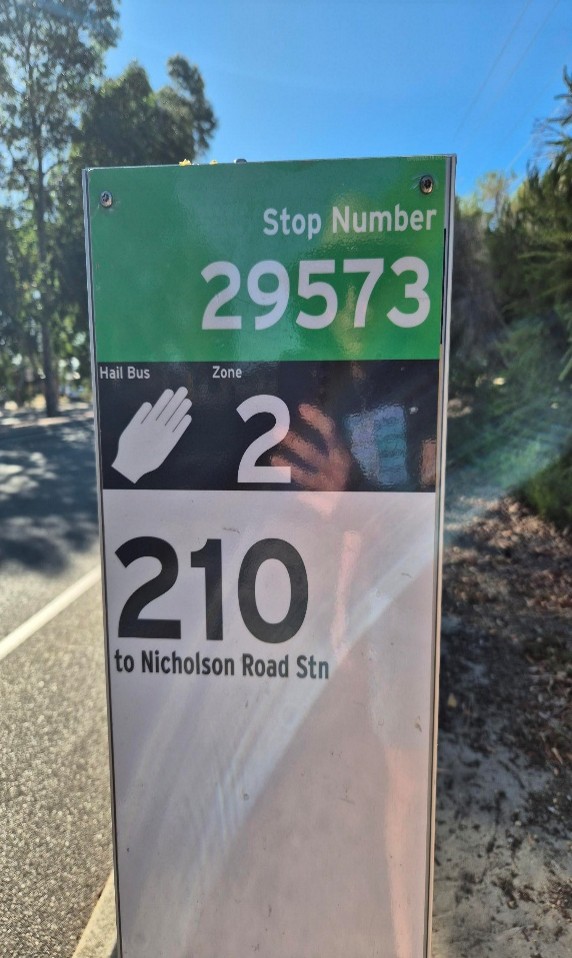 Stop Number
29573
Hail Bus Zone
2
210
to Nicholson Road Stn